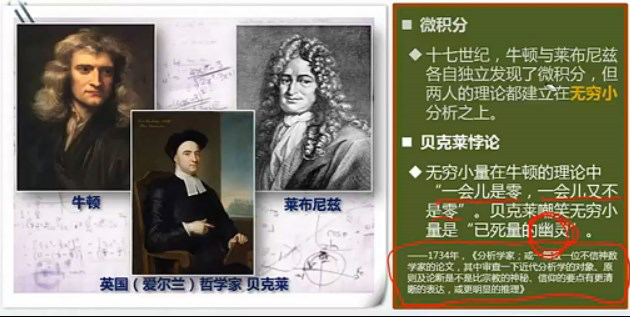 牛顿
莱布尼兹
英国（爱尔兰）哲学家 贝克莱
■ 微积分
◆ 十七世纪，牛顿与莱布尼兹
各自独立发现了微积分，但
两人的理论都建立在无穷小
分析之上。
■ 贝克莱悖论
◆ 无穷小量在牛顿的理论中
“一会儿是零，一会儿又不
是零”。贝克莱嘲笑无穷小
量是“已死量的幽灵”。
——1734年，《分析学家；或一篇致一位不信神数
学家的论文，其中审查一下近代分析学的对象、原
则及论断是不是比宗教的神秘、信仰的要点有更清
晰的表达，或更明显的推理》